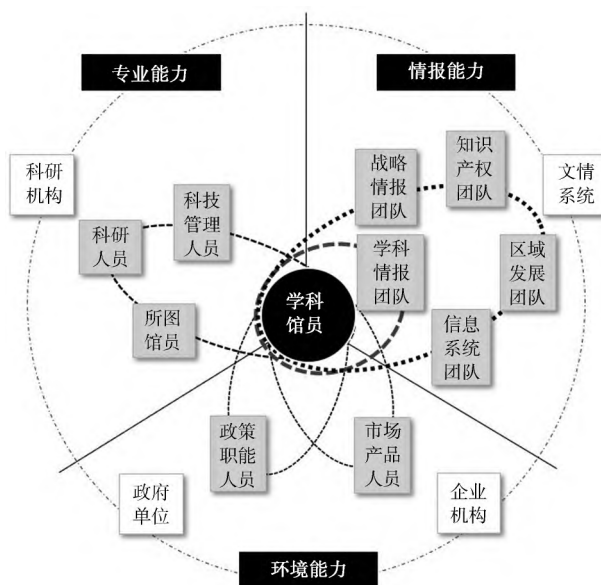 专业能力
情报能力
科研
机构
战略
情报
团队
知识
产权
团队
文情
系统
科技
管理
人员
科研
人员
学科
情报
团队
区域
发展
团队
学科
馆员
所图
馆员
信息
系统
团队
政策
职能
人员
市场
产品
人员
政府
单位
企业
机构
环境能力